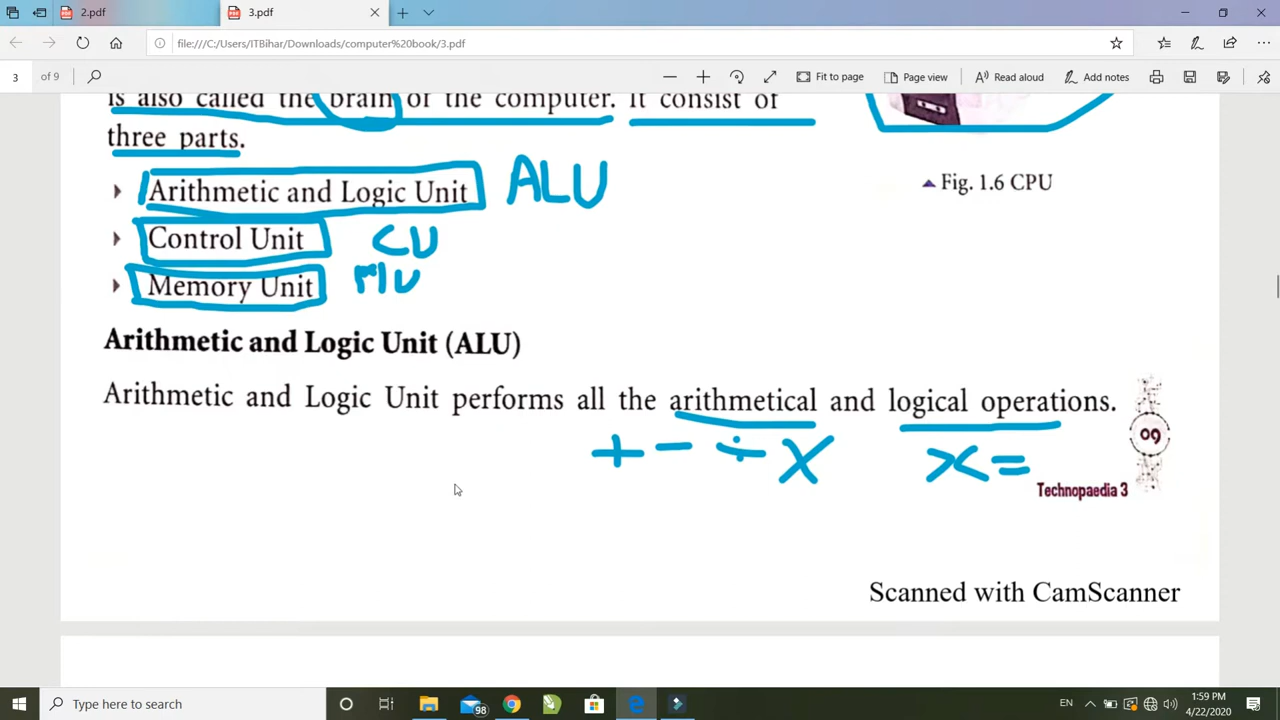 2.pdf
3.pdf
file:///C:/Users/ITBihar/Downloads/computer%20book/3.pdf
3 of 9
Fit to page
Page view
Read aloud
Add notes
is also called the brain of the computer. It consist of
three parts.
Arithmetic and Logic Unit ALU
Control Unit CU
Memory Unit MU
▲ Fig. 1.6 CPU
Arithmetic and Logic Unit (ALU)
Arithmetic and Logic Unit performs all the arithmetical and logical operations.
+ − ÷ × x =
09
Technopaedia 3
Scanned with CamScanner
Type here to search
98
EN
1:59 PM
4/22/2020